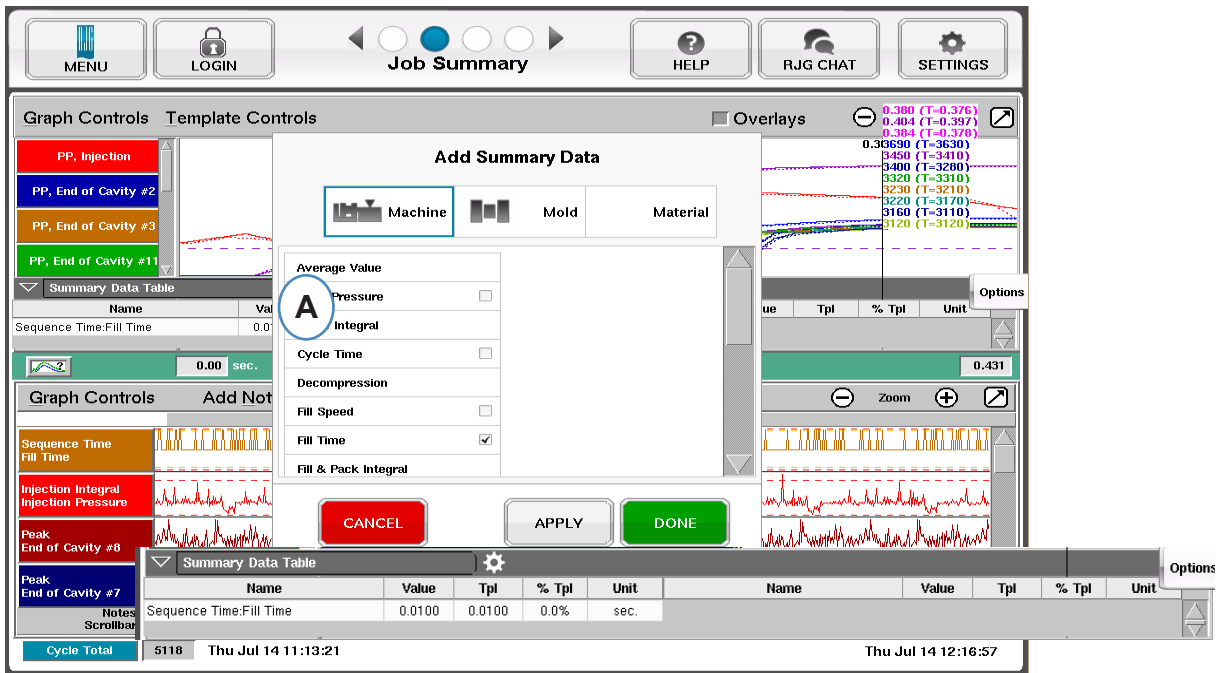 MENU
LOGIN
Job Summary
?
HELP
RJG CHAT
SETTINGS
Graph Controls Template Controls
Overlays
0.380 (T=0.376)
0.404 (T=0.397)
0.384 (T=0.378)
3690 (T=3630)
3450 (T=3410)
3400 (T=3280)
3320 (T=3310)
3230 (T=3210)
3220 (T=3170)
3160 (T=3110)
3120 (T=3120)
PP, Injection
PP, End of Cavity #2
PP, End of Cavity #3
PP, End of Cavity #11
Add Summary Data
Machine Mold Material
Average Value
A
Pressure
Integral
Cycle Time
Decompression
Fill Speed
Fill Time
Fill & Pack Integral
CANCEL APPLY DONE
Summary Data Table
Options
Name Val
ue Tpl % Tpl Unit
Sequence Time:Fill Time 0.01
? 0.00 sec. 0.431
Graph Controls Add Not
Zoom
Sequence Time
Fill Time
Injection Integral
Injection Pressure
Peak
End of Cavity #8
Peak
End of Cavity #7
Notes
Scrollbar
Summary Data Table
Options
Name Value Tpl % Tpl Unit Name Value Tpl % Tpl Unit
Sequence Time:Fill Time 0.0100 0.0100 0.0% sec.
Cycle Total 5118 Thu Jul 14 11:13:21 Thu Jul 14 12:16:57